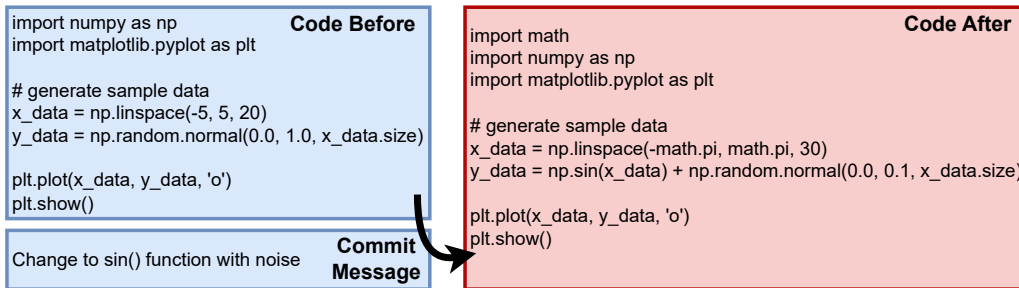 Code Before
import numpy as np
import matplotlib.pyplot as plt
# generate sample data
x_data = np.linspace(-5, 5, 20)
y_data = np.random.normal(0.0, 1.0, x_data.size)
plt.plot(x_data, y_data, 'o')
plt.show()
Commit
Message
Change to sin() function with noise
Code After
import math
import numpy as np
import matplotlib.pyplot as plt
# generate sample data
x_data = np.linspace(-math.pi, math.pi, 30)
y_data = np.sin(x_data) + np.random.normal(0.0, 0.1, x_data.size)
plt.plot(x_data, y_data, 'o')
plt.show()